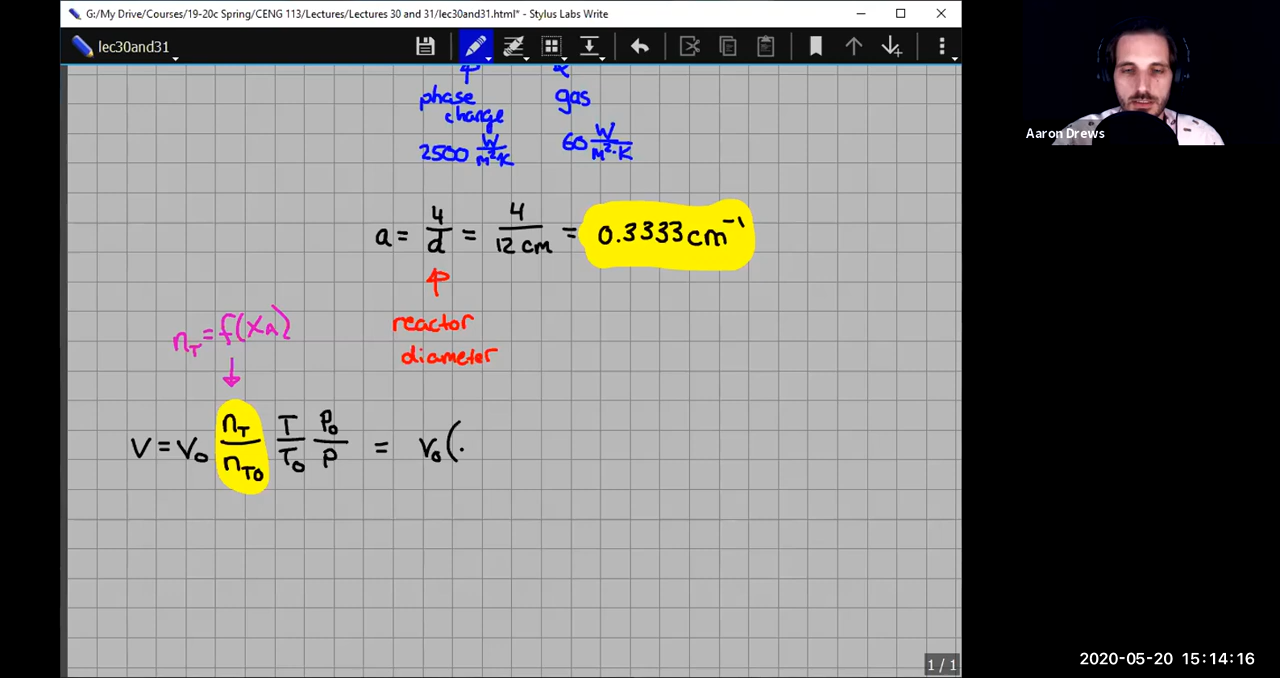 G:/My Drive/Courses/19-20c Spring/CENG 113/Lectures/Lectures 30 and 31/lec30and31.html* - Stylus Labs Write
lec30and31
Aaron Drews
phase change
gas
2500 W/m²·K
60 W/m²·K
a = 4/d = 4/12 cm = 0.3333 cm⁻¹
reactor
diameter
n_T = f(X_A)
V = V₀ n_T/n_T0 T/T₀ P₀/P = V₀(
1 / 1
2020-05-20 15:14:16